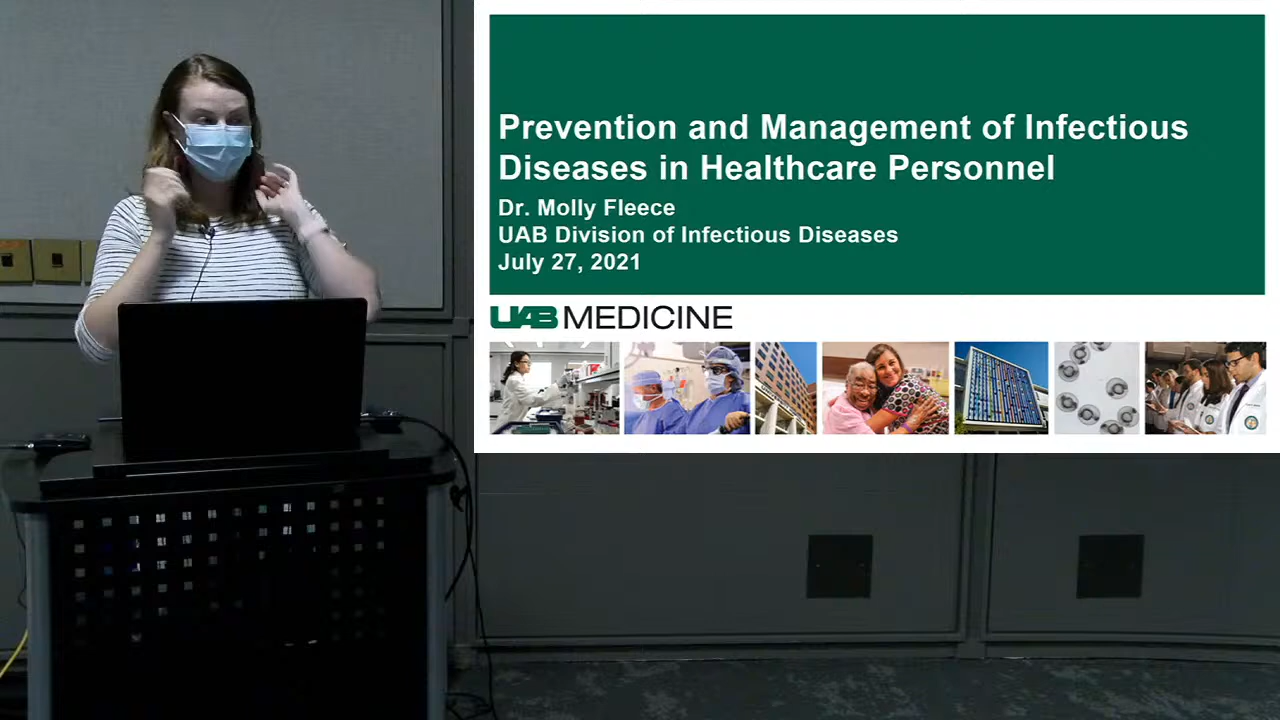 Prevention and Management of Infectious
Diseases in Healthcare Personnel
Dr. Molly Fleece
UAB Division of Infectious Diseases
July 27, 2021
UAB MEDICINE